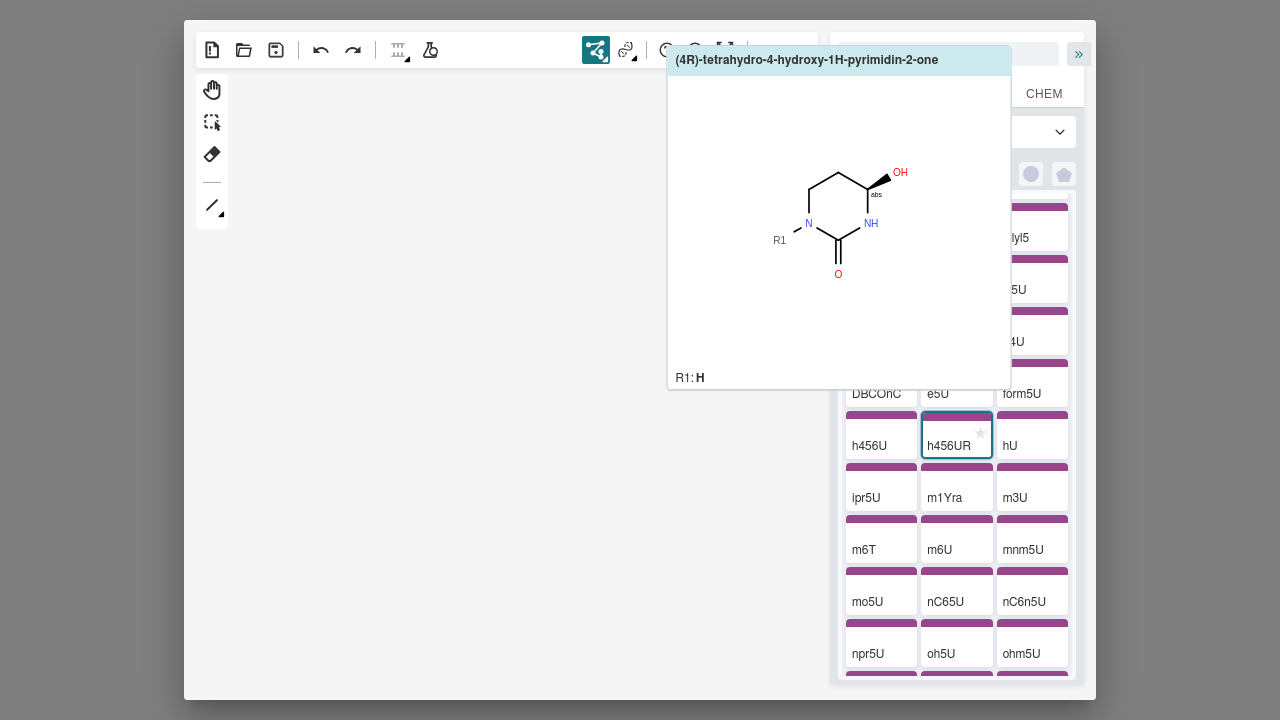 (4R)-tetrahydro-4-hydroxy-1H-pyrimidin-2-one
CHEM
OH
abs
N
NH
R1
O
R1: H
lyl5
5U
4U
DBCOnC
e5U
form5U
h456U
h456UR
hU
ipr5U
m1Yra
m3U
m6T
m6U
mnm5U
mo5U
nC65U
nC6n5U
npr5U
oh5U
ohm5U